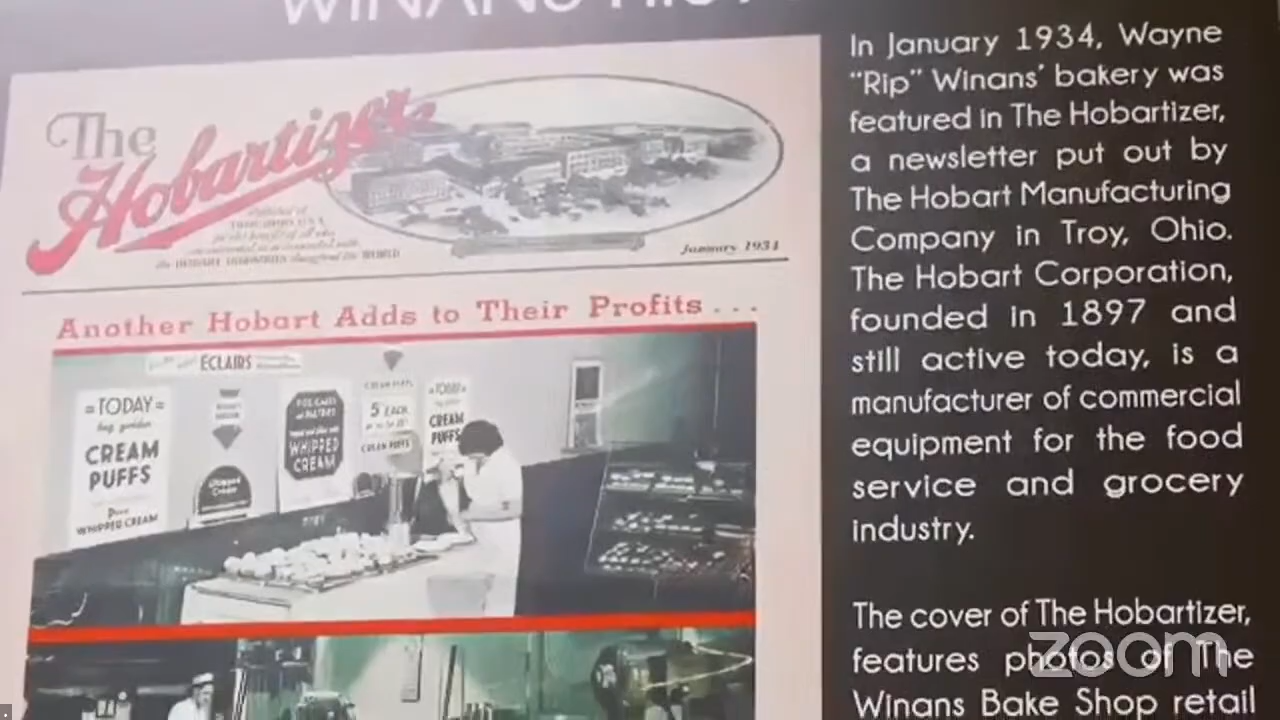 WINANS
The
Hobartizer
January 1934
Another Hobart Adds to Their Profits . . .
ECLAIRS
TODAY
CREAM
PUFFS
WHIPPED CREAM
WHIPPED
CREAM
CREAM PUFFS
5¢ EACH
CREAM PUFFS
TODAY
CREAM
PUFFS
In January 1934, Wayne
“Rip” Winans’ bakery was
featured in The Hobartizer,
a newsletter put out by
The Hobart Manufacturing
Company in Troy, Ohio.
The Hobart Corporation,
founded in 1897 and
still active today, is a
manufacturer of commercial
equipment for the food
service and grocery
industry.
The cover of The Hobartizer,
features photos of The
Winans Bake Shop retail
zoom